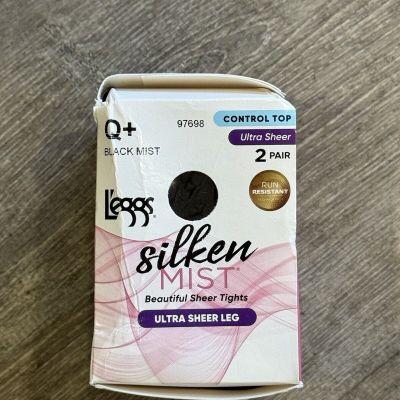 Q+
97698
CONTROL TOP
BLACK MIST
Ultra Sheer
2 PAIR
L'eggs®
RUN
RESISTANT
silken
MIST®
Beautiful Sheer Tights
ULTRA SHEER LEG